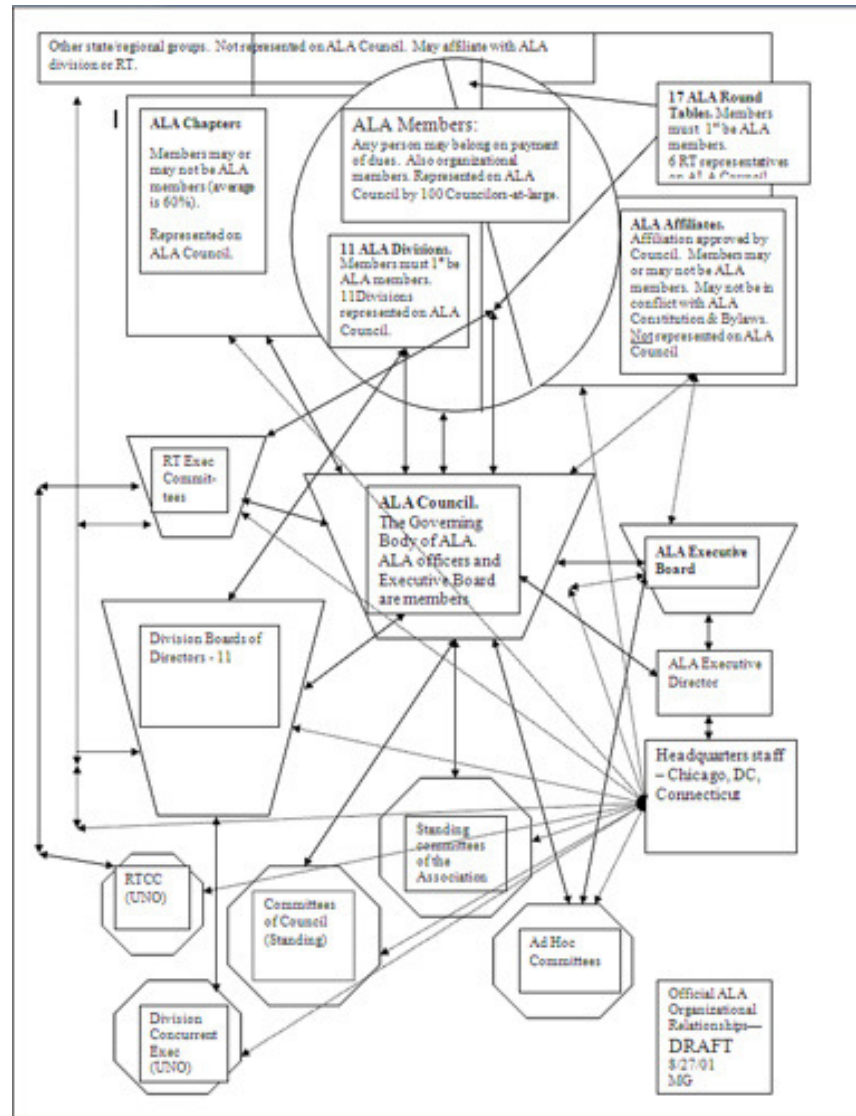 Other state/regional groups. Not represented on ALA Council. May affiliate with ALA
division or RT.
ALA Chapters
Members may or
may not be ALA
members (average
is 60%).
Represented on
ALA Council.
ALA Members:
Any person may belong on payment
of dues. Also organizational
members. Represented on ALA
Council by 100 Councilors-at-large.
17 ALA Round
Tables. Members
must 1st be ALA
members.
6 RT representatives
on ALA Council
11 ALA Divisions.
Members must 1st be
ALA members.
11Divisions
represented on ALA
Council.
ALA Affiliates.
Affiliation approved by
Council. Members may
or may not be ALA
members. May not be in
conflict with ALA
Constitution & Bylaws.
Not represented on ALA
Council
RT Exec
Commit-
tees
ALA Council.
The Governing
Body of ALA.
ALA officers and
Executive Board
are members
ALA Executive
Board
Division Boards of
Directors - 11
ALA Executive
Director
Headquarters staff
– Chicago, DC,
Connecticut
Standing
committees
of the
Association
RTCC
(UNO)
Committees
of Council
(Standing)
Ad Hoc
Committees
Division
Concurrent
Exec
(UNO)
Official ALA
Organizational
Relationships—
DRAFT
8/27/01
MG